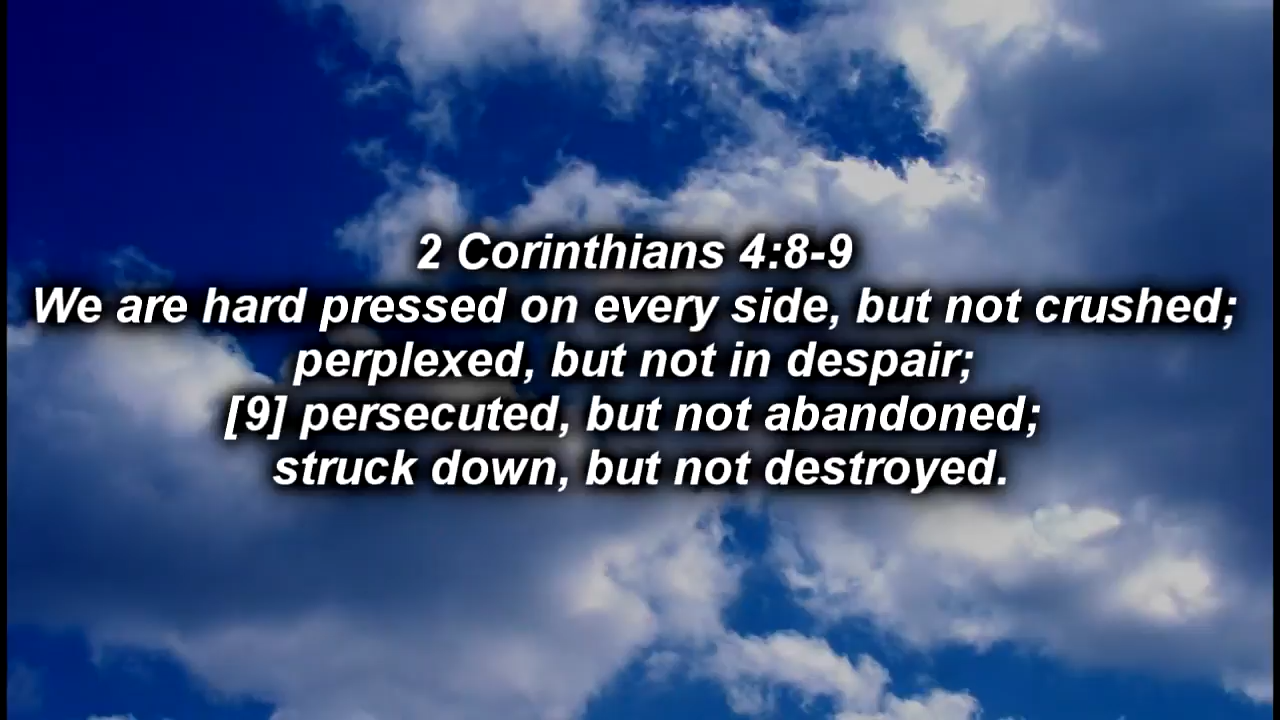 2 Corinthians 4:8-9
We are hard pressed on every side, but not crushed;
perplexed, but not in despair;
[9] persecuted, but not abandoned;
struck down, but not destroyed.